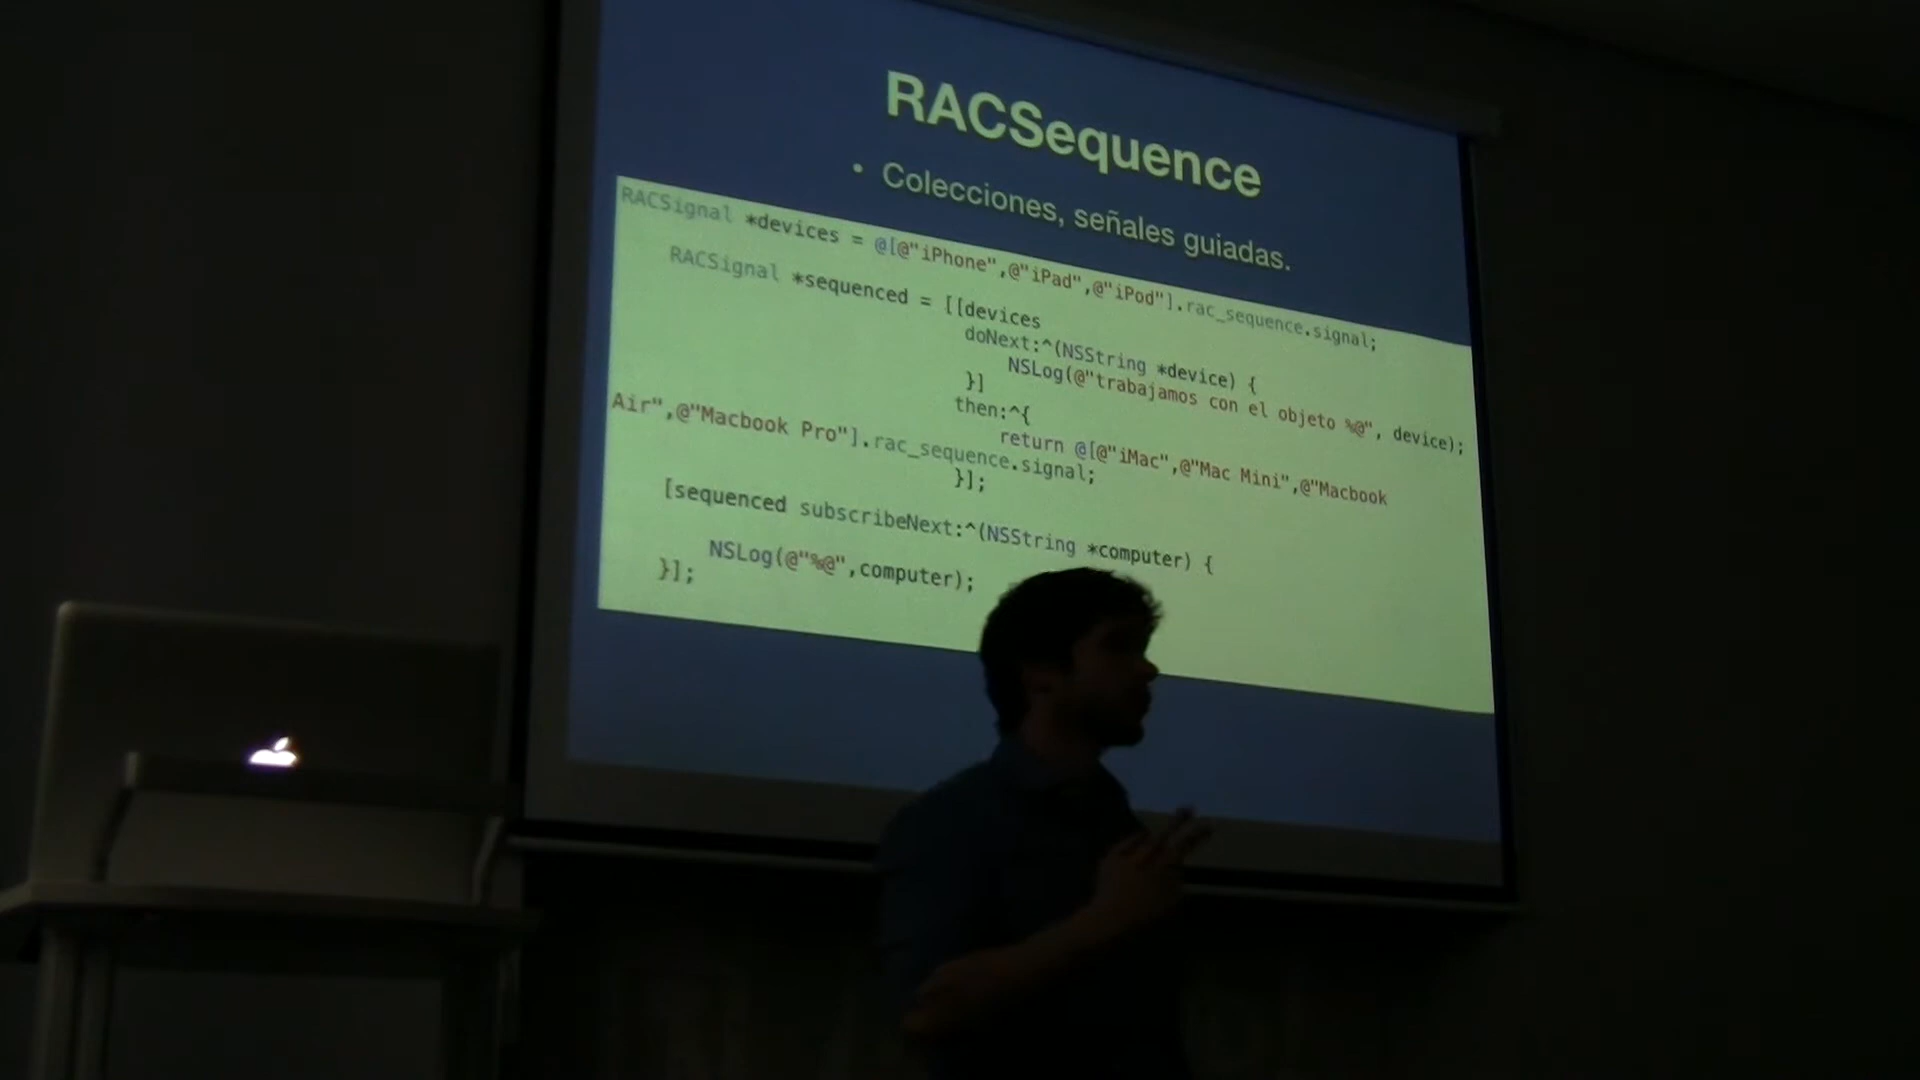 RACSequence
• Colecciones, señales guiadas.
RACSignal *devices = @[@"iPhone",@"iPad",@"iPod"].rac_sequence.signal;
RACSignal *sequenced = [[devices
doNext:^(NSString *device) {
NSLog(@"trabajamos con el objeto %@", device);
}]
then:^{
return @[@"iMac",@"Mac Mini",@"Macbook
Air",@"Macbook Pro"].rac_sequence.signal;
}];
[sequenced subscribeNext:^(NSString *computer) {
NSLog(@"%@",computer);
}];